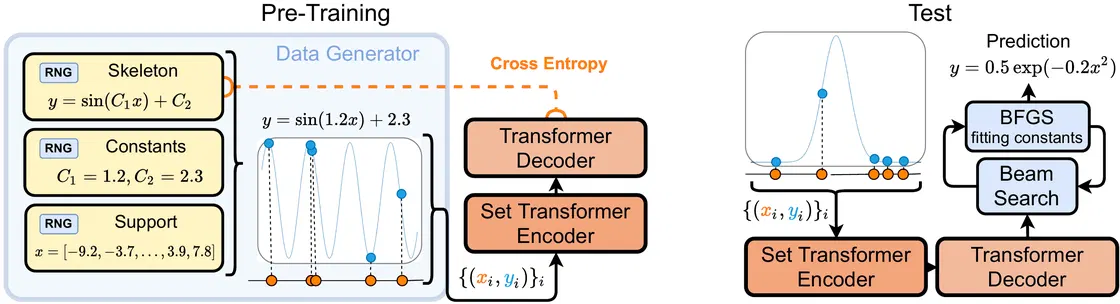 Pre-Training
Data Generator
RNG Skeleton
y = sin(C₁x) + C₂
RNG Constants
C₁ = 1.2, C₂ = 2.3
RNG Support
x = [−9.2, −3.7, . . . , 3.9, 7.8]
y = sin(1.2x) + 2.3
Cross Entropy
Transformer
Decoder
Set Transformer
Encoder
{(xᵢ, yᵢ)}ᵢ
Test
Prediction
y = 0.5 exp(−0.2x²)
BFGS
fitting constants
Beam
Search
{(xᵢ, yᵢ)}ᵢ
Set Transformer
Encoder
Transformer
Decoder